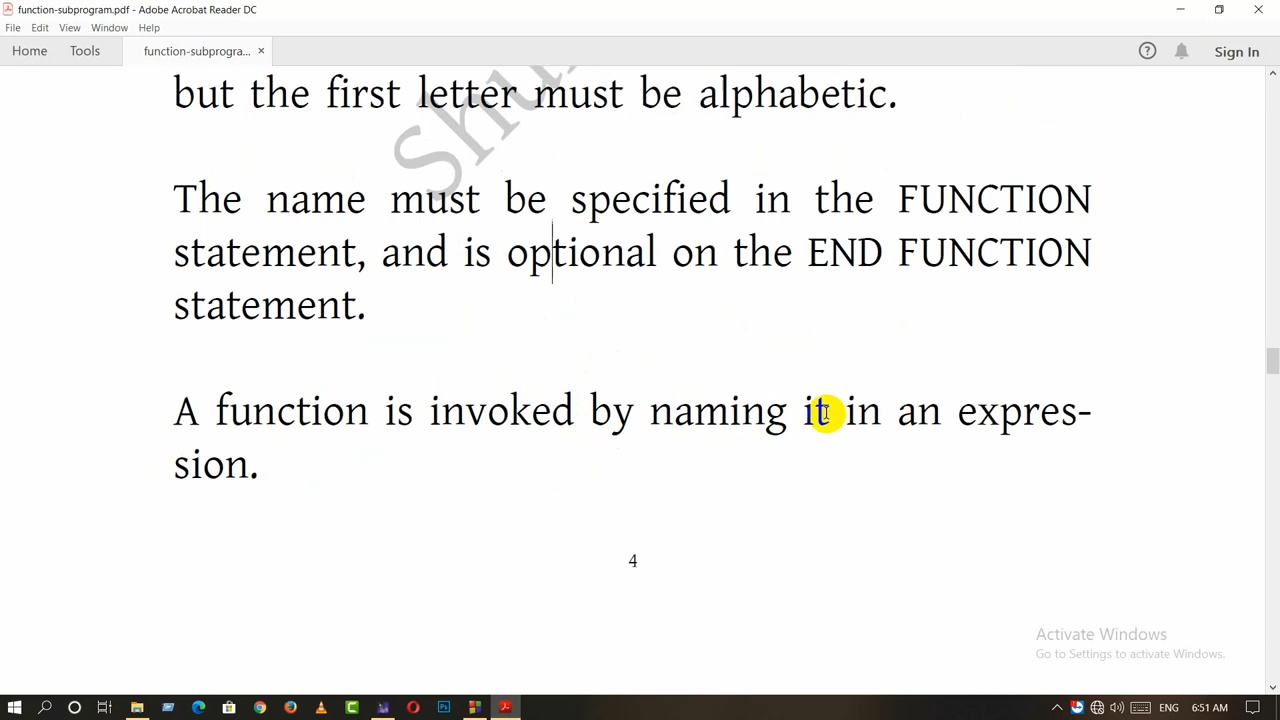 function-subprogram.pdf - Adobe Acrobat Reader DC
File Edit View Window Help
Home Tools function-subprogra... × Sign In
but the first letter must be alphabetic.
The name must be specified in the FUNCTION
statement, and is optional on the END FUNCTION
statement.
A function is invoked by naming it in an expres-
sion.
4
Activate Windows
Go to Settings to activate Windows.
ENG 6:51 AM